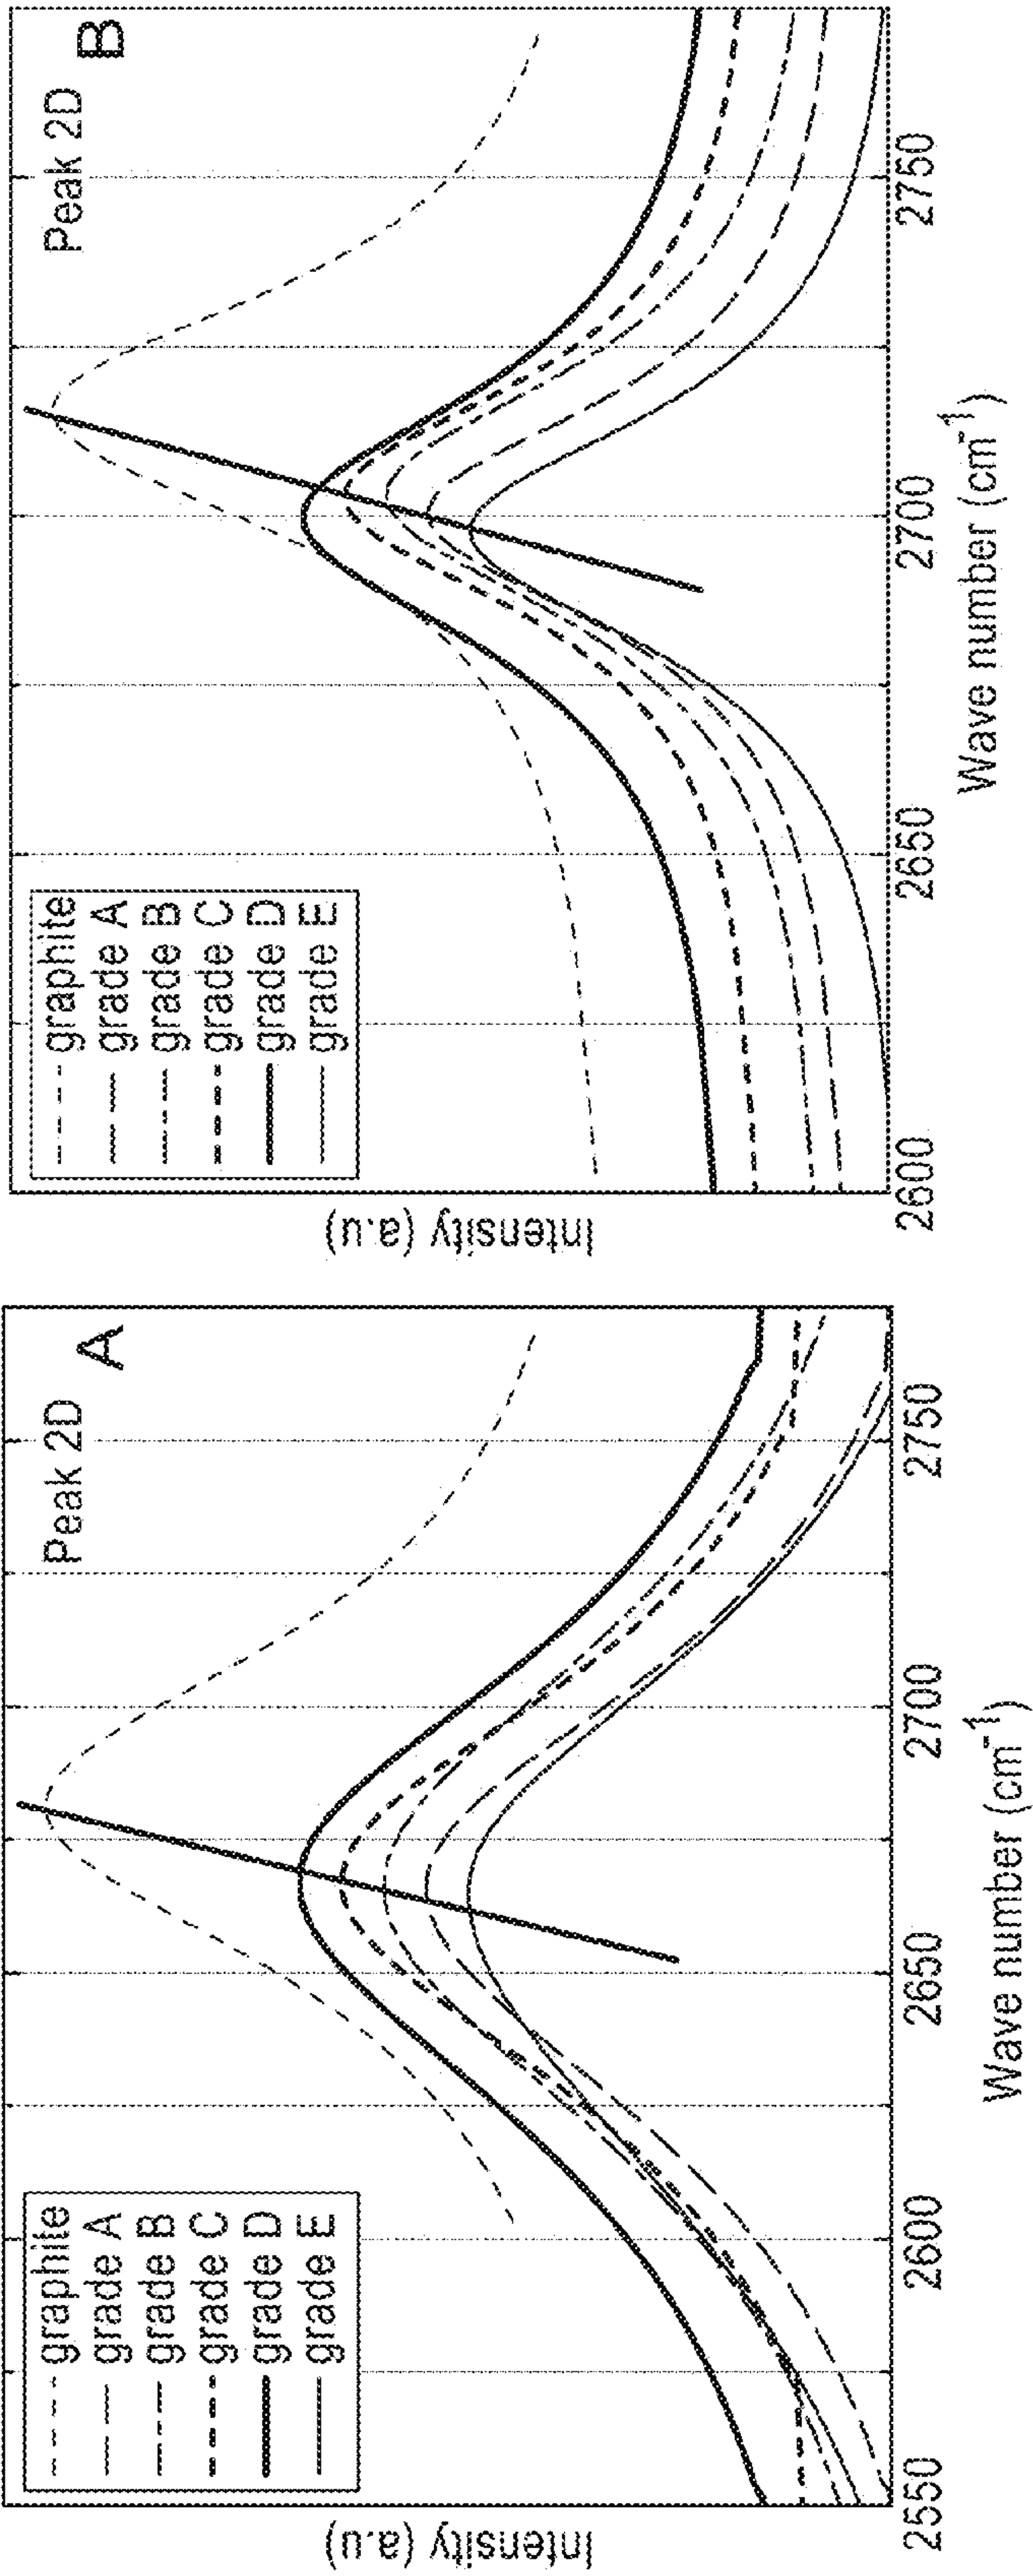 A
Peak 2D
graphite
grade A
grade B
grade C
grade D
grade E
Intensity (a.u)
2550
2600
2650
2700
2750
Wave number (cm⁻¹)
B
Peak 2D
graphite
grade A
grade B
grade C
grade D
grade E
Intensity (a.u)
2600
2650
2700
2750
Wave number (cm⁻¹)